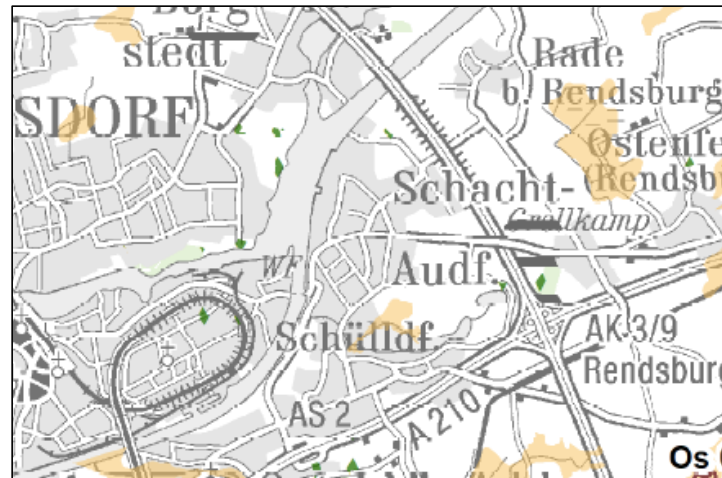 stedt
Rade
b. Rendsburg
SDORF
Ostenfe
Schacht-
(Rendsb
Grellkamp
WF
Audf.
Schülldf.
AK 3/9
Rendsburg
AS 2
A 210
Os